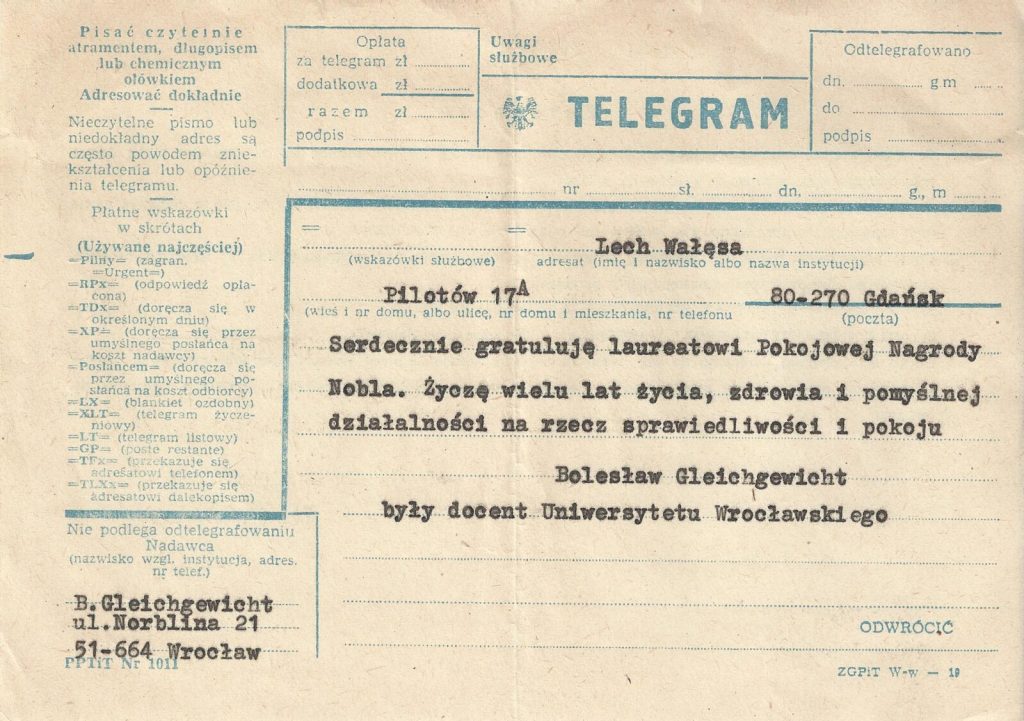 Pisać czytelnie
atramentem, długopisem
lub chemicznym
ołówkiem
Adresować dokładnie
Nieczytelne pismo lub
niedokładny adres są
często powodem znie-
kształcenia lub opóźnie-
nia telegramu.
Płatne wskazówki
w skrótach
(Używane najczęściej)
=Pilny= (zagran.
=Urgent=)
=RPx= (odpowiedź opła-
cona)
=TDx= (doręcza się w
określonym dniu)
=XP= (doręcza się przez
umyślnego posłańca na
koszt nadawcy)
=Posłańcem= (doręcza się
przez umyślnego po-
słańca na koszt odbiorcy)
=LX= (blankiet ozdobny)
=XLT= (telegram życze-
niowy)
=LT= (telegram listowy)
=GP= (poste restante)
=TFx= (przekazuje się
adresatowi telefonem)
=TLXx= (przekazuje się
adresatowi dalekopisem)
Opłata
za telegram zł
dodatkowa zł
razem zł
podpis
Uwagi
służbowe
TELEGRAM
Odtelegrafowano
dn. g m
do
podpis
nr sł. dn. g., m
= = Lech Wałęsa
(wskazówki służbowe) adresat (imię i nazwisko albo nazwa instytucji)
Pilotów 17A 80-270 Gdańsk
(wieś i nr domu, albo ulicę, nr domu i mieszkania, nr telefonu (poczta)
Serdecznie gratuluję laureatowi Pokojowej Nagrody
Nobla. Życzę wielu lat życia, zdrowia i pomyślnej
działalności na rzecz sprawiedliwości i pokoju
Bolesław Gleichgewicht
były docent Uniwersytetu Wrocławskiego
Nie podlega odtelegrafowaniu
Nadawca
(nazwisko wzgl. instytucja, adres,
nr telef.)
B.Gleichgewicht
ul.Norblina 21
51-664 Wrocław
PPTiT Nr 1011
ODWRÓCIĆ
ZGPiT W-w — 19